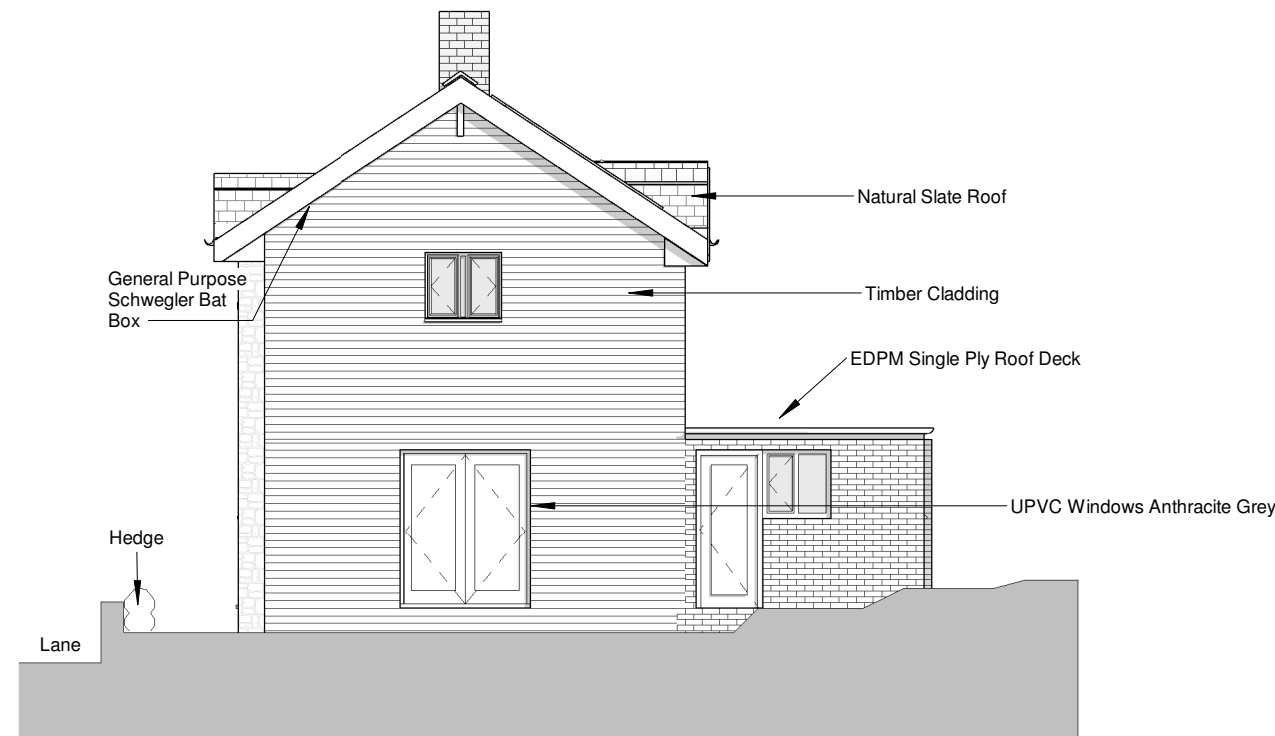 Natural Slate Roof
General Purpose
Schwegler Bat
Box
Timber Cladding
EDPM Single Ply Roof Deck
UPVC Windows Anthracite Grey
Hedge
Lane